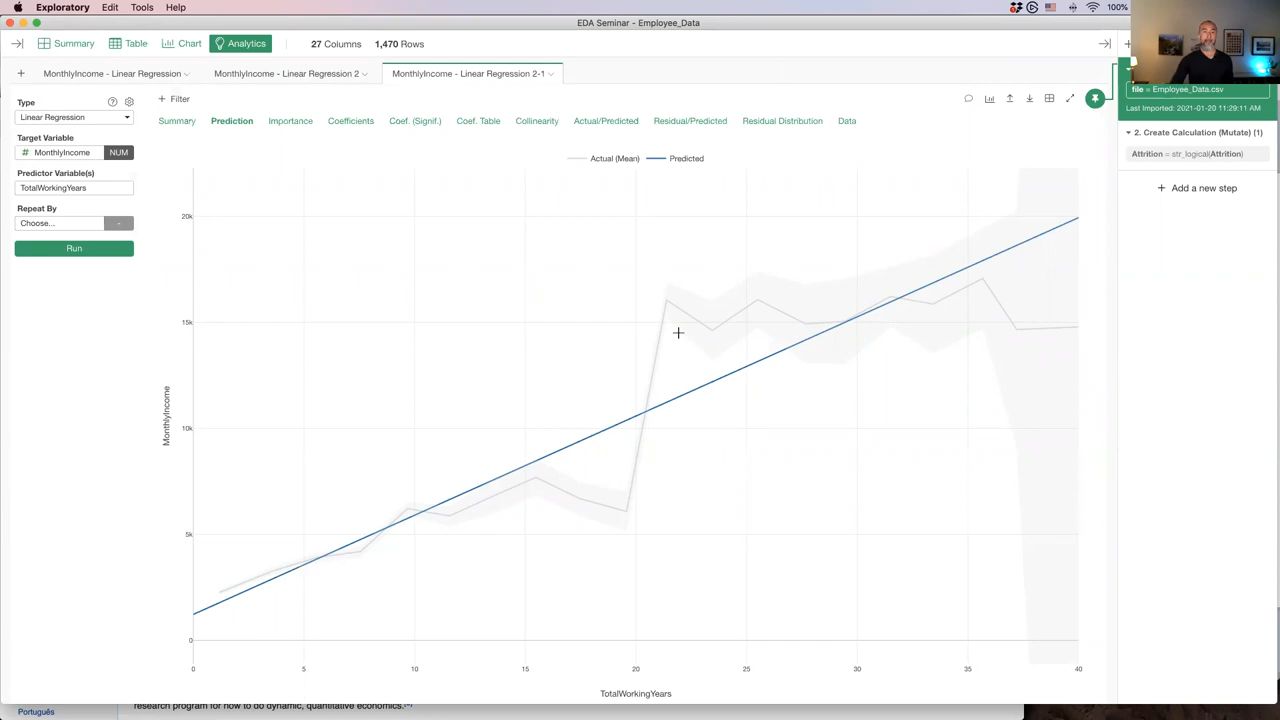 Exploratory Edit Tools Help 100%
EDA Seminar - Employee_Data
Summary Table Chart Analytics 27 Columns 1,470 Rows
MonthlyIncome - Linear Regression MonthlyIncome - Linear Regression 2 MonthlyIncome - Linear Regression 2-1
Type
Linear Regression
Target Variable
# MonthlyIncome NUM
Predictor Variable(s)
TotalWorkingYears
Repeat By
Choose... -
Run
+ Filter
Summary Prediction Importance Coefficients Coef. (Signif.) Coef. Table Collinearity Actual/Predicted Residual/Predicted Residual Distribution Data
Actual (Mean) Predicted
20k
15k
10k
5k
0
MonthlyIncome
0 5 10 15 20 25 30 35 40
TotalWorkingYears
file = Employee_Data.csv
Last Imported: 2021-01-20 11:29:11 AM
2. Create Calculation (Mutate) (1)
Attrition = str_logical(Attrition)
+ Add a new step
Português
research program for how to do dynamic, quantitative economics.